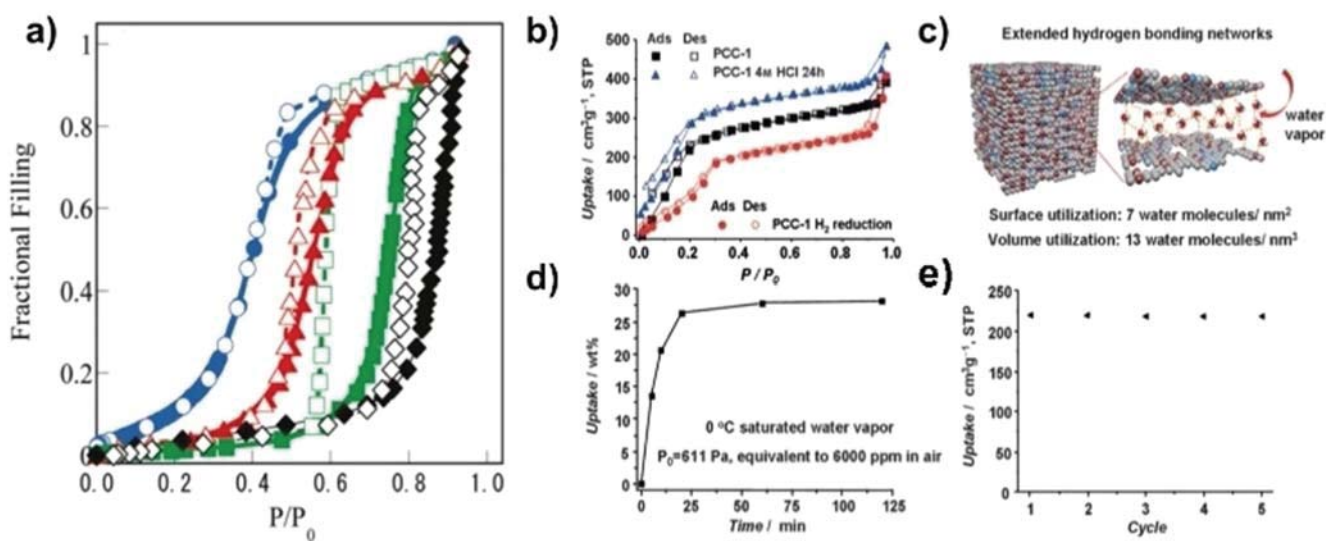 a)
Fractional Filling
1
0.8
0.6
0.4
0.2
0
0.0 0.2 0.4 0.6 0.8 1.0
P/P0
b)
Ads Des
PCC-1
PCC-1 4M HCl 24h
Uptake / cm3g-1, STP
500
400
300
200
100
0
Ads Des
PCC-1 H2 reduction
0.0 0.2 0.4 0.6 0.8 1.0
P / P0
c)
Extended hydrogen bonding networks
water
vapor
Surface utilization: 7 water molecules/ nm2
Volume utilization: 13 water molecules/ nm3
d)
Uptake / wt%
30
25
20
15
10
5
0
0 °C saturated water vapor
P0=611 Pa, equivalent to 6000 ppm in air
0 25 50 75 100 125
Time / min
e)
Uptake / cm3g-1, STP
250
200
150
100
50
0
1 2 3 4 5
Cycle